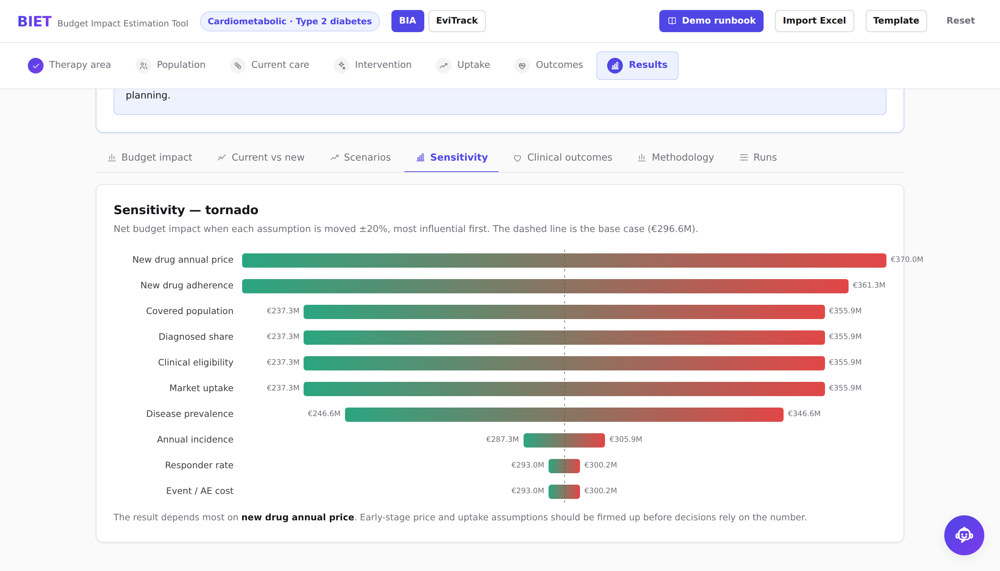 BIET Budget Impact Estimation Tool Cardiometabolic · Type 2 diabetes BIA EviTrack Demo runbook Import Excel Template Reset
Therapy area Population Current care Intervention Uptake Outcomes Results
planning.
Budget impact Current vs new Scenarios Sensitivity Clinical outcomes Methodology Runs
Sensitivity — tornado
Net budget impact when each assumption is moved ±20%, most influential first. The dashed line is the base case (€296.6M).
New drug annual price €370.0M
New drug adherence €361.3M
Covered population €237.3M €355.9M
Diagnosed share €237.3M €355.9M
Clinical eligibility €237.3M €355.9M
Market uptake €237.3M €355.9M
Disease prevalence €246.6M €346.6M
Annual incidence €287.3M €305.9M
Responder rate €293.0M €300.2M
Event / AE cost €293.0M €300.2M
The result depends most on new drug annual price. Early-stage price and uptake assumptions should be firmed up before decisions rely on the number.